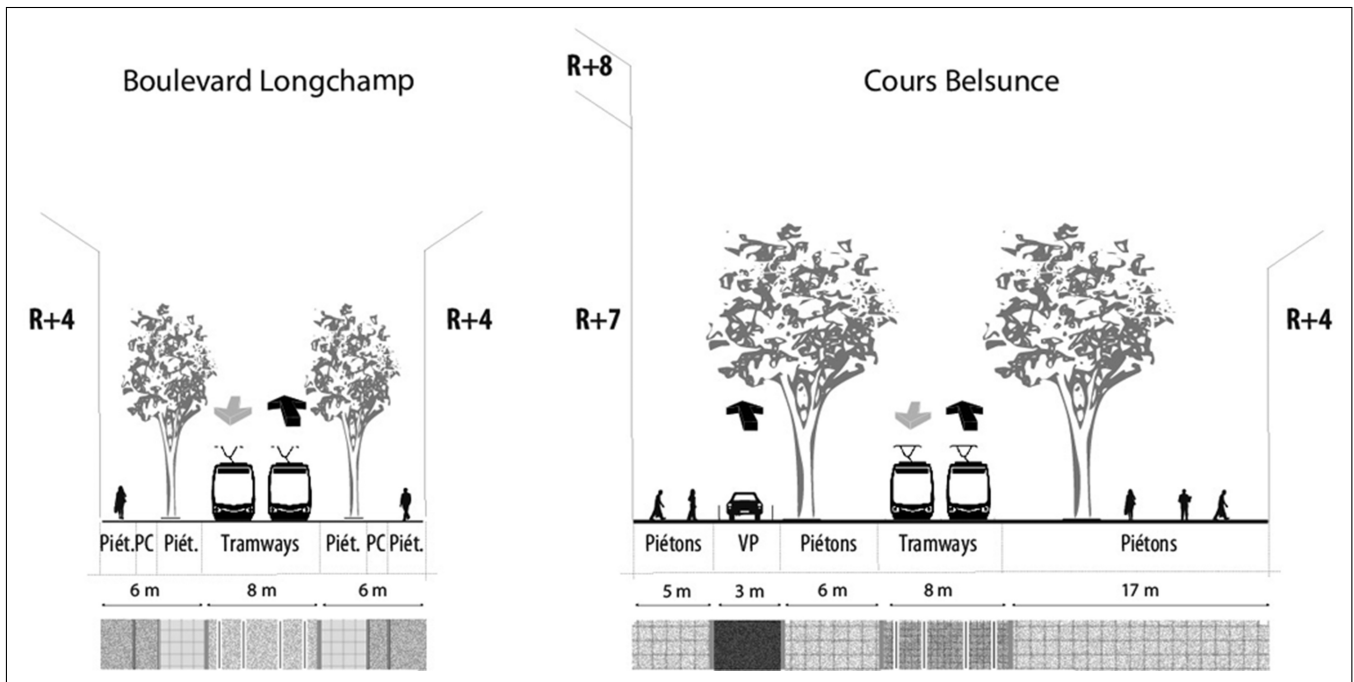 Boulevard Longchamp
R+4
R+4
Piét. PC Piét. Tramways Piét. PC Piét.
6 m 8 m 6 m
Cours Belsunce
R+8
R+7
R+4
Piétons VP Piétons Tramways Piétons
5 m 3 m 6 m 8 m 17 m